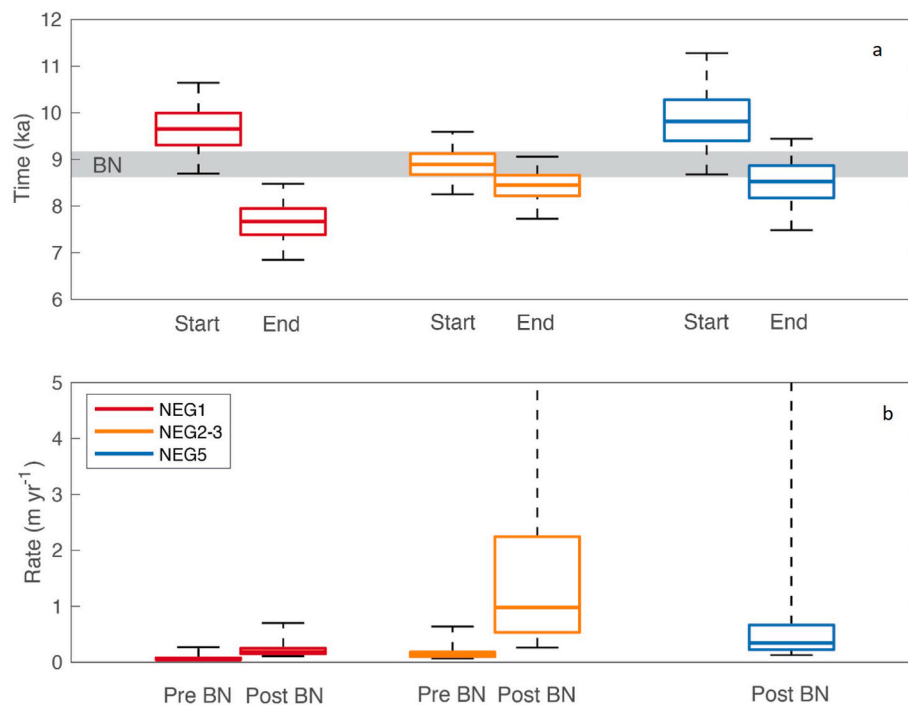 12
11
10
9
8
7
6
Time (ka)
a
BN
Start End Start End Start End
5
4
3
2
1
0
Rate (m yr-1)
b
NEG1
NEG2-3
NEG5
Pre BN Post BN Pre BN Post BN Post BN